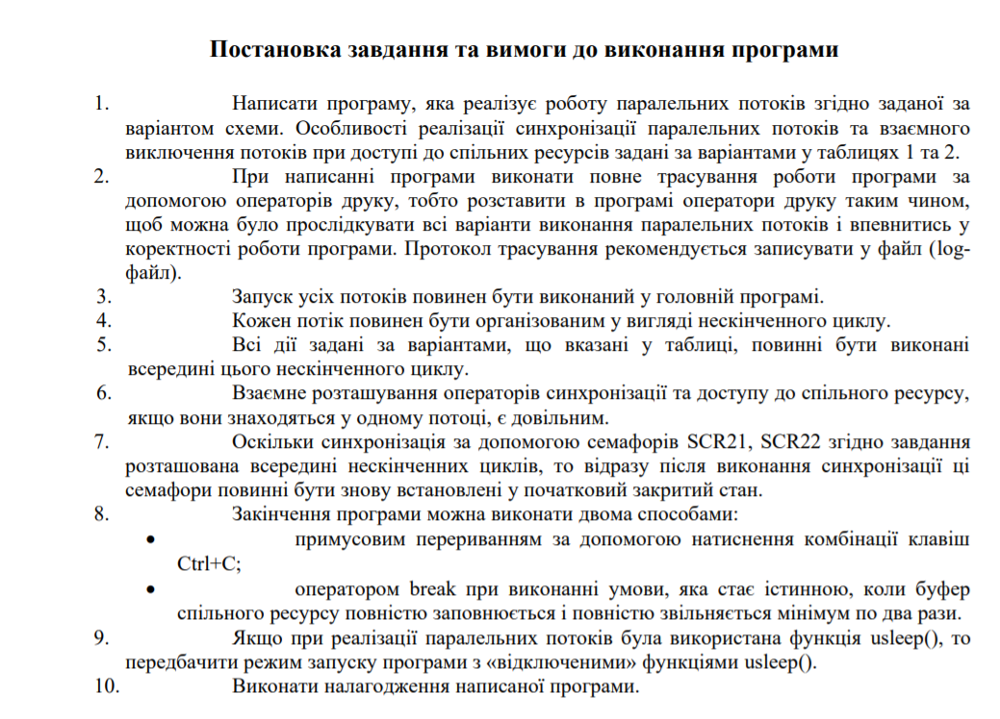 Постановка завдання та вимоги до виконання програми
1. Написати програму, яка реалізує роботу паралельних потоків згідно заданої за
варіантом схеми. Особливості реалізації синхронізації паралельних потоків та взаємного
виключення потоків при доступі до спільних ресурсів задані за варіантами у таблицях 1 та 2.
2. При написанні програми виконати повне трасування роботи програми за
допомогою операторів друку, тобто розставити в програмі оператори друку таким чином,
щоб можна було прослідкувати всі варіанти виконання паралельних потоків і впевнитись у
коректності роботи програми. Протокол трасування рекомендується записувати у файл (log-
файл).
3. Запуск усіх потоків повинен бути виконаний у головній програмі.
4. Кожен потік повинен бути організованим у вигляді нескінченного циклу.
5. Всі дії задані за варіантами, що вказані у таблиці, повинні бути виконані
всередині цього нескінченного циклу.
6. Взаємне розташування операторів синхронізації та доступу до спільного ресурсу,
якщо вони знаходяться у одному потоці, є довільним.
7. Оскільки синхронізація за допомогою семафорів SCR21, SCR22 згідно завдання
розташована всередині нескінченних циклів, то відразу після виконання синхронізації ці
семафори повинні бути знову встановлені у початковий закритий стан.
8. Закінчення програми можна виконати двома способами:
• примусовим перериванням за допомогою натиснення комбінації клавіш
Ctrl+C;
• оператором break при виконанні умови, яка стає істинною, коли буфер
спільного ресурсу повністю заповнюється і повністю звільняється мінімум по два рази.
9. Якщо при реалізації паралельних потоків була використана функція usleep(), то
передбачити режим запуску програми з «відключеними» функціями usleep().
10. Виконати налагодження написаної програми.